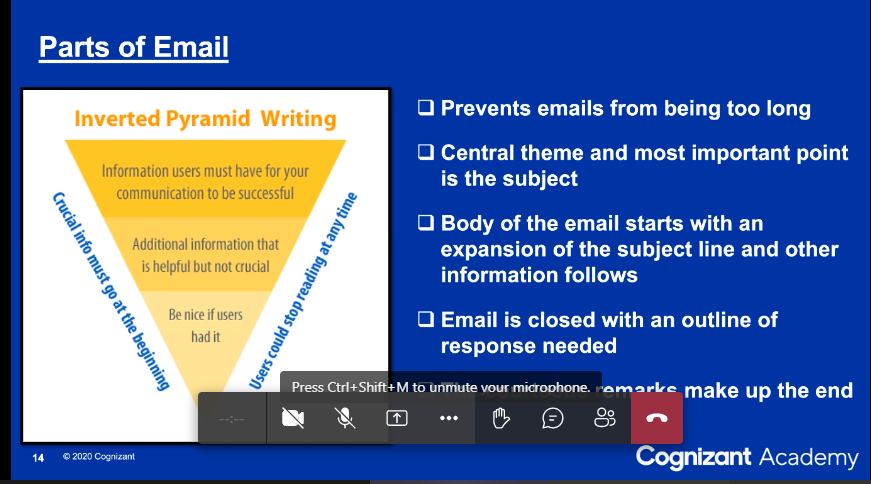 Parts of Email
Inverted Pyramid Writing
Information users must have for your
communication to be successful
Additional information that
is helpful but not crucial
Be nice if users
had it
Crucial info must go at the beginning
Users could stop reading at any time
Prevents emails from being too long
Central theme and most important point
is the subject
Body of the email starts with an
expansion of the subject line and other
information follows
Email is closed with an outline of
response needed
remarks make up the end
Press Ctrl+Shift+M to unmute your microphone.
--:--
14
© 2020 Cognizant
Cognizant Academy